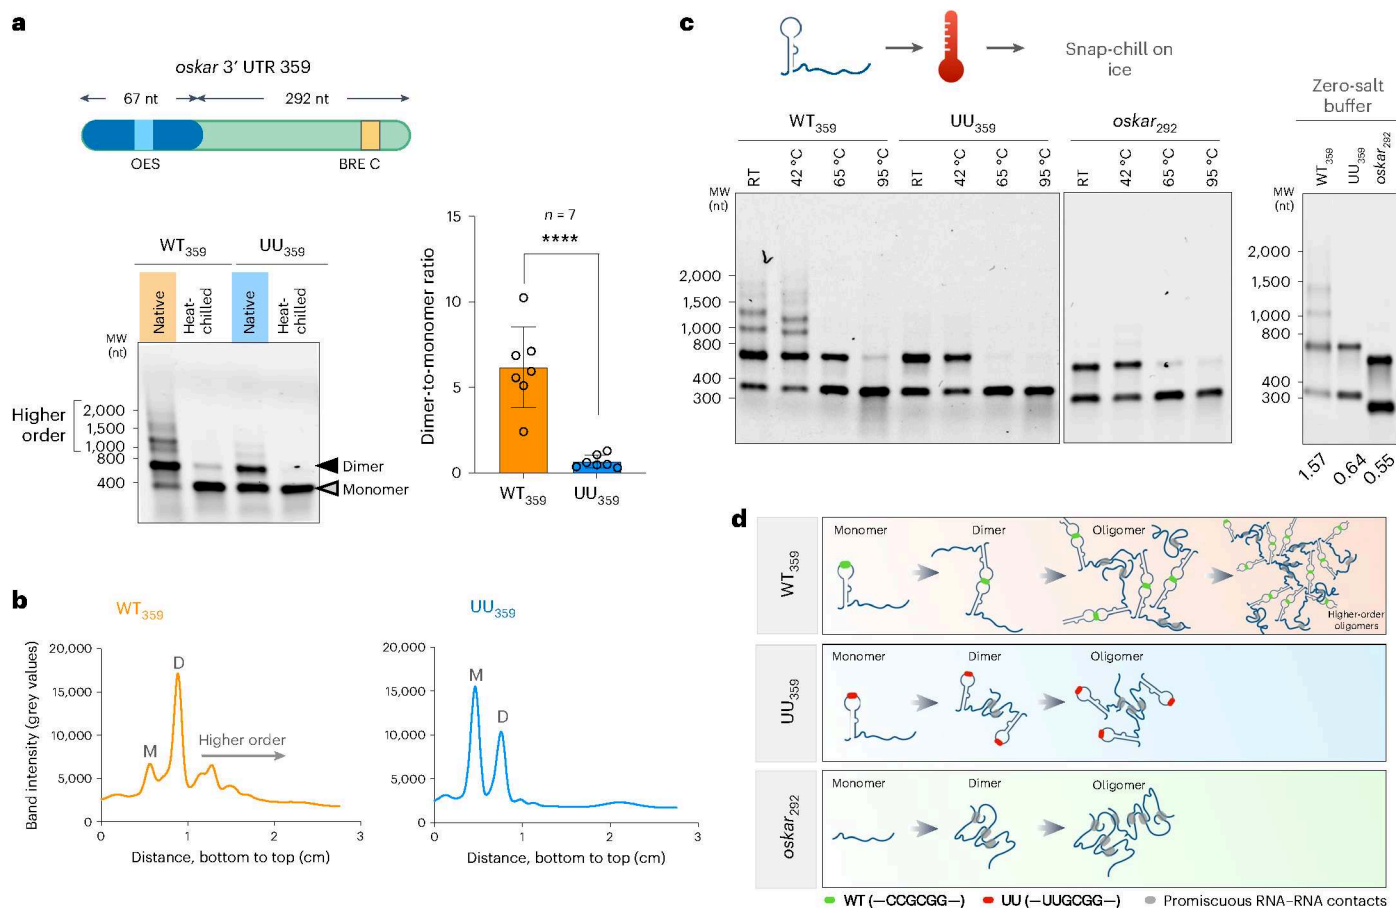 a
oskar 3′ UTR 359
67 nt
292 nt
OES
BRE C
WT359
UU359
Native
Heat-chilled
Native
Heat-chilled
MW
(nt)
Higher
order
2,000
1,500
1,000
800
400
Dimer
Monomer
Dimer-to-monomer ratio
15
10
5
0
n = 7
****
WT359
UU359
b
WT359
Band intensity (grey values)
20,000
15,000
10,000
5,000
0
M
D
Higher order
0
1
2
3
Distance, bottom to top (cm)
UU359
20,000
15,000
10,000
5,000
0
M
D
0
1
2
3
Distance, bottom to top (cm)
c
Snap-chill on
ice
WT359
UU359
oskar292
RT
42 °C
65 °C
95 °C
RT
42 °C
65 °C
95 °C
RT
42 °C
65 °C
95 °C
MW
(nt)
2,000
1,500
1,000
800
400
300
Zero-salt
buffer
WT359
UU359
oskar292
MW
(nt)
2,000
1,500
1,000
800
400
300
1.57
0.64
0.55
d
WT359
Monomer
Dimer
Oligomer
Higher-order
oligomers
UU359
Monomer
Dimer
Oligomer
oskar292
Monomer
Dimer
Oligomer
WT (–CCGCGG–)
UU (–UUGCGG–)
Promiscuous RNA–RNA contacts